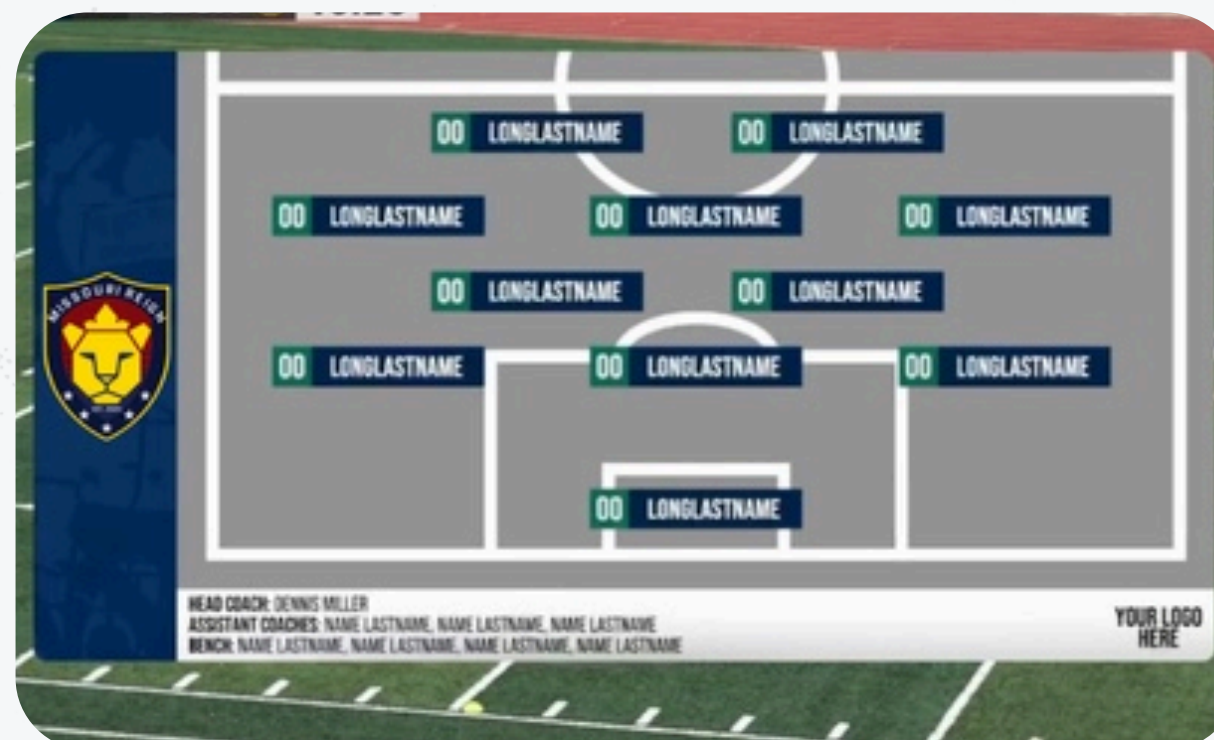 00 LONGLASTNAME 00 LONGLASTNAME
00 LONGLASTNAME 00 LONGLASTNAME 00 LONGLASTNAME
00 LONGLASTNAME 00 LONGLASTNAME
00 LONGLASTNAME 00 LONGLASTNAME 00 LONGLASTNAME
MISSOURI REIGN
00 LONGLASTNAME
HEAD COACH: DENNIS MILLER
ASSISTANT COACHES: NAME LASTNAME, NAME LASTNAME, NAME LASTNAME
BENCH: NAME LASTNAME, NAME LASTNAME, NAME LASTNAME, NAME LASTNAME
YOUR LOGO
HERE